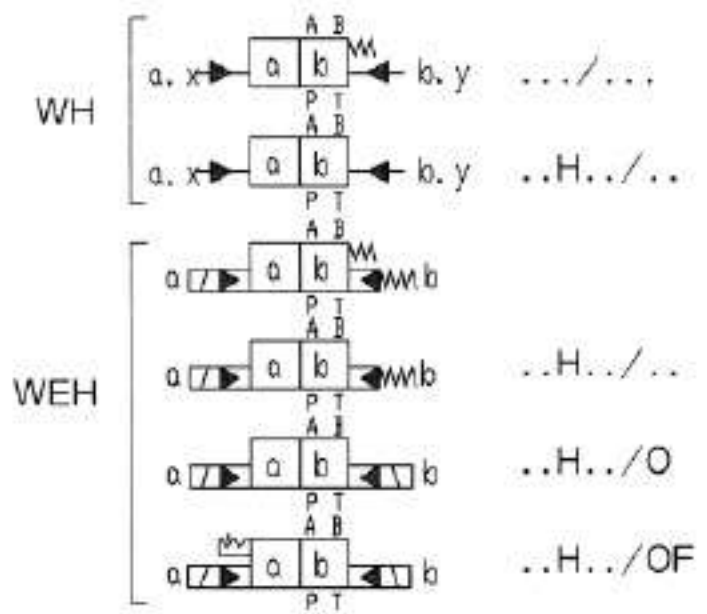 A B
a. x a b b. y .../...
P T
WH
A B
a. x a b b. y ..H../..
P T
A B
a a b b
P T
A B
a a b b ..H../..
P T
WEH
A B
a a b b ..H../O
P T
A B
a a b b ..H../OF
P T